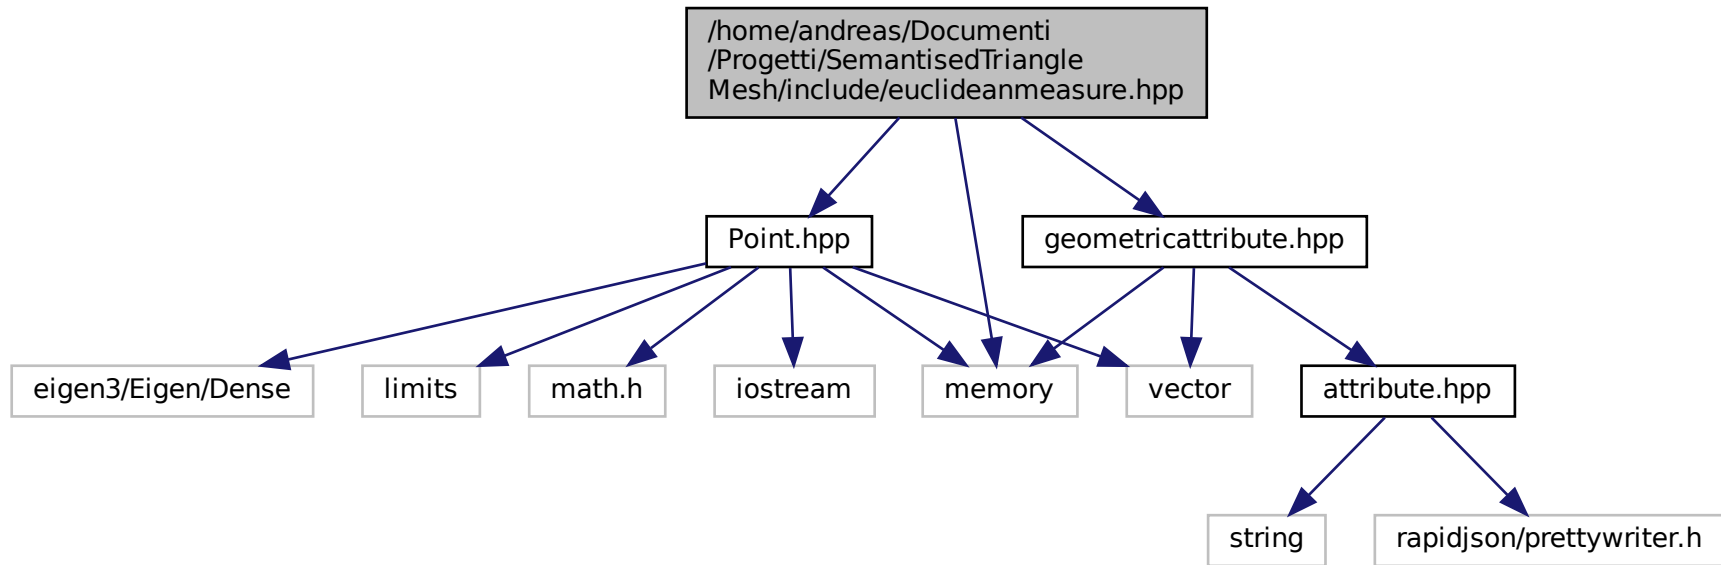 /home/andreas/Documenti
/Progetti/SemantisedTriangle
Mesh/include/euclideanmeasure.hpp
Point.hpp
geometricattribute.hpp
eigen3/Eigen/Dense
limits
math.h
iostream
memory
vector
attribute.hpp
string
rapidjson/prettywriter.h